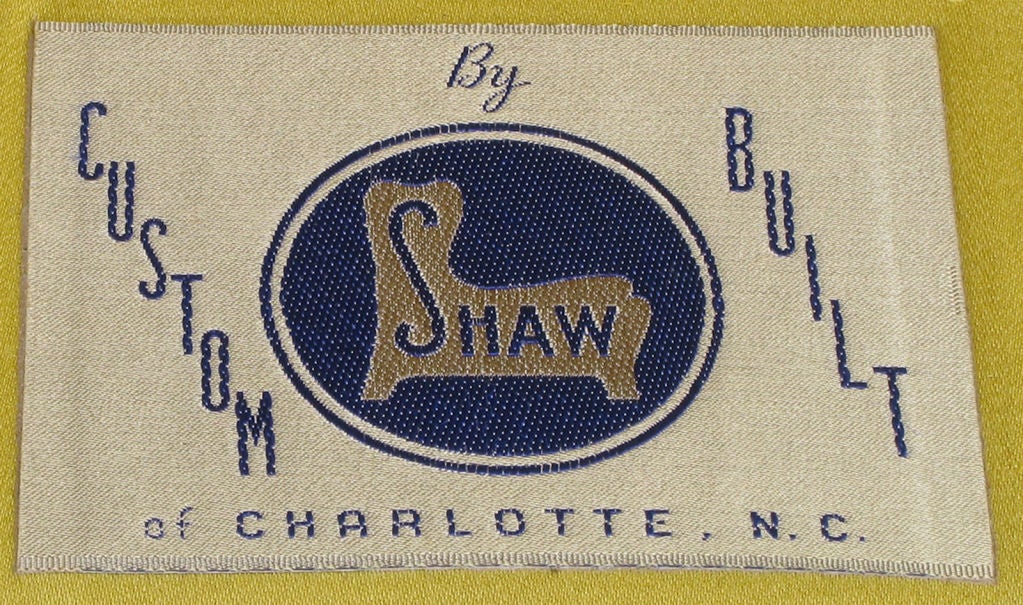 CUSTOM
BUILT
By
SHAW
of CHARLOTTE, N.C.